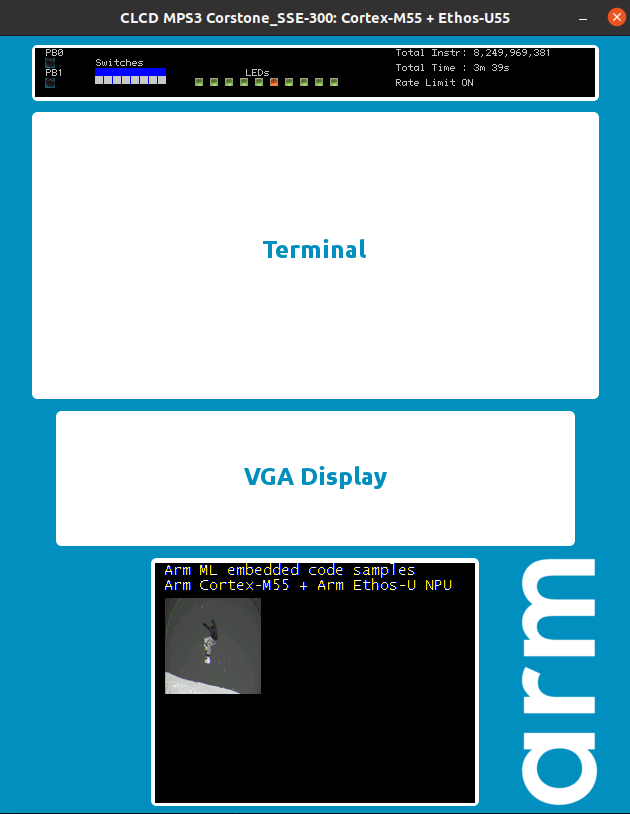 CLCD MPS3 Corstone_SSE-300: Cortex-M55 + Ethos-U55
PB0
PB1
Switches
LEDs
Total Instr: 8,249,969,381
Total Time : 3m 39s
Rate Limit ON
Terminal
VGA Display
Arm ML embedded code samples
Arm Cortex-M55 + Arm Ethos-U NPU
arm